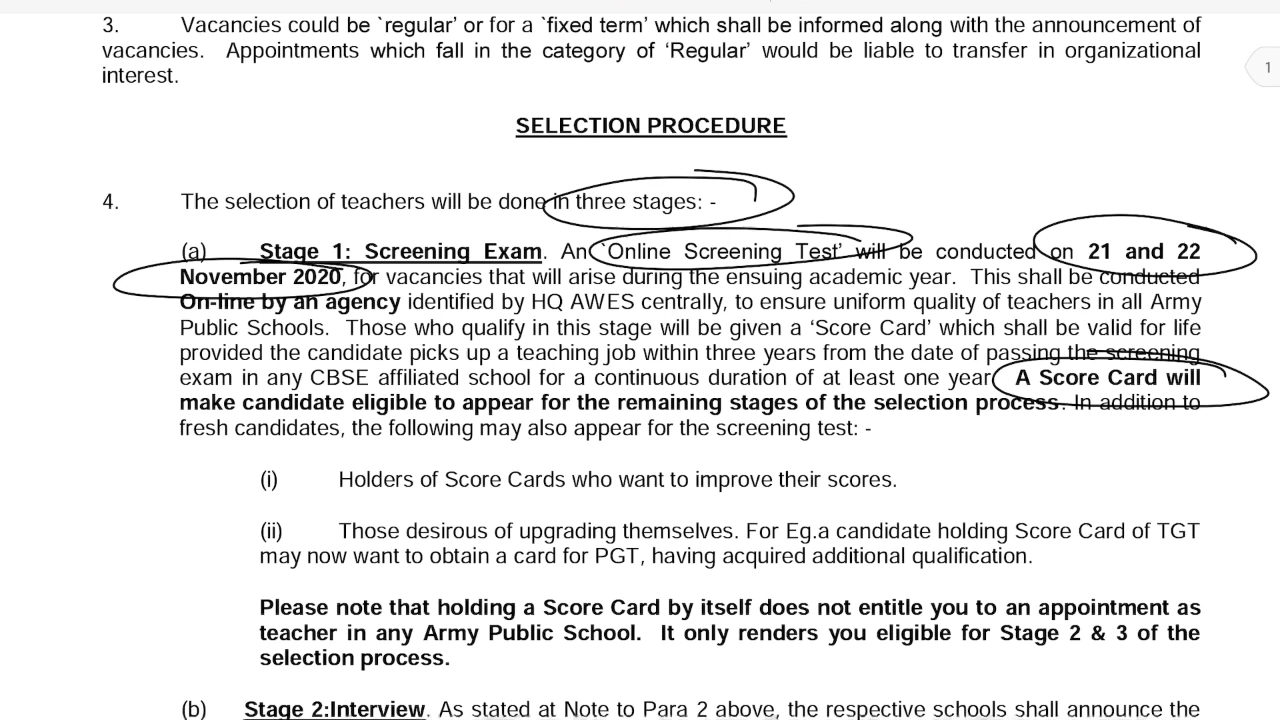 3. Vacancies could be `regular' or for a `fixed term' which shall be informed along with the announcement of
vacancies. Appointments which fall in the category of ‘Regular’ would be liable to transfer in organizational
interest.
SELECTION PROCEDURE
4. The selection of teachers will be done in three stages: -
(a) Stage 1: Screening Exam. An `Online Screening Test' will be conducted on 21 and 22
November 2020, for vacancies that will arise during the ensuing academic year. This shall be conducted
On-line by an agency identified by HQ AWES centrally, to ensure uniform quality of teachers in all Army
Public Schools. Those who qualify in this stage will be given a ‘Score Card’ which shall be valid for life
provided the candidate picks up a teaching job within three years from the date of passing the screening
exam in any CBSE affiliated school for a continuous duration of at least one year. A Score Card will
make candidate eligible to appear for the remaining stages of the selection process. In addition to
fresh candidates, the following may also appear for the screening test: -
(i) Holders of Score Cards who want to improve their scores.
(ii) Those desirous of upgrading themselves. For Eg.a candidate holding Score Card of TGT
may now want to obtain a card for PGT, having acquired additional qualification.
Please note that holding a Score Card by itself does not entitle you to an appointment as
teacher in any Army Public School. It only renders you eligible for Stage 2 & 3 of the
selection process.
(b) Stage 2:Interview. As stated at Note to Para 2 above, the respective schools shall announce the
1